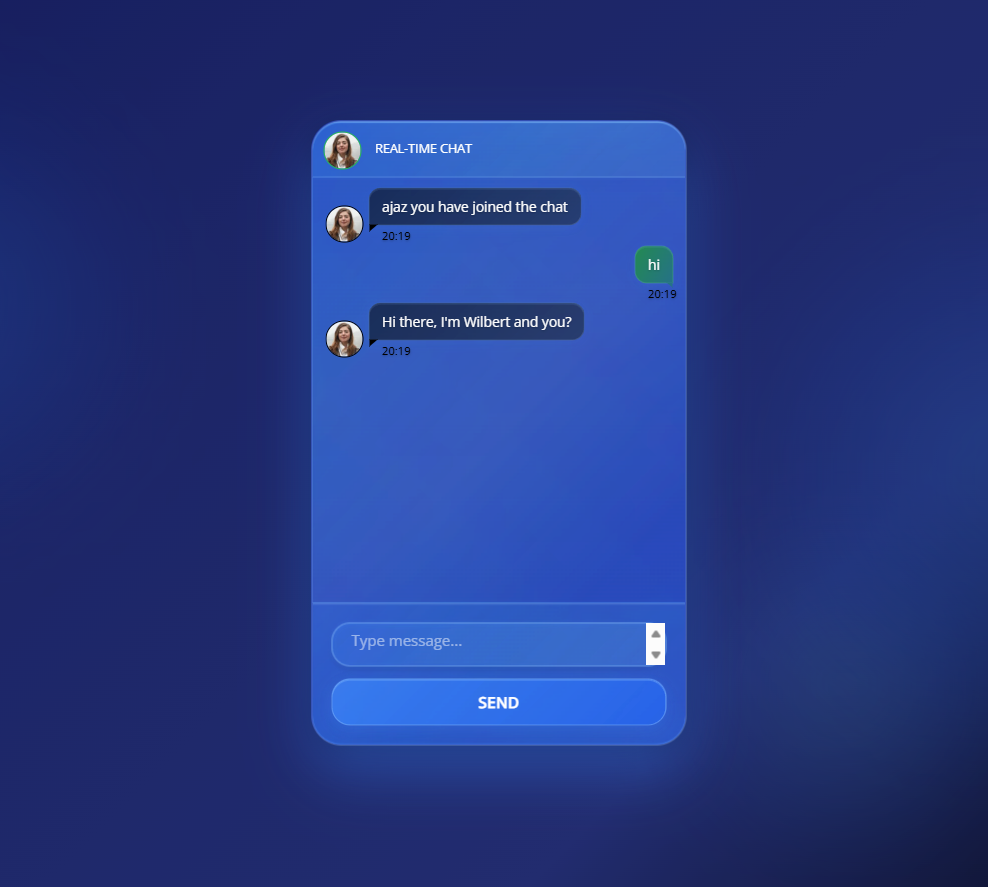 REAL-TIME CHAT
ajaz you have joined the chat
20:19
hi
20:19
Hi there, I'm Wilbert and you?
20:19
Type message...
SEND